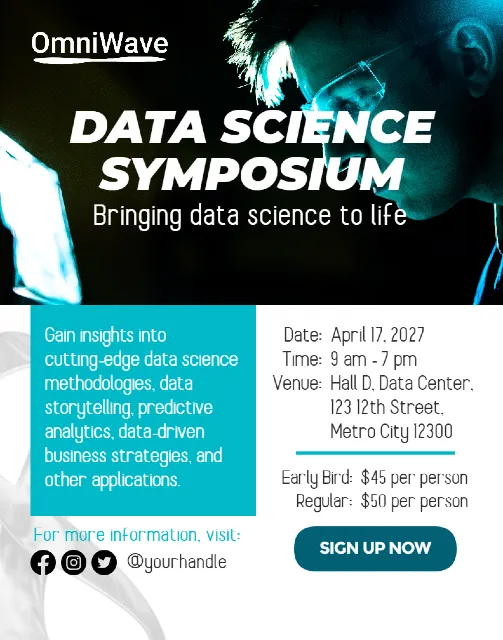 OmniWave
DATA SCIENCE
SYMPOSIUM
Bringing data science to life
Gain insights into
cutting-edge data science
methodologies, data
storytelling, predictive
analytics, data-driven
business strategies, and
other applications.
For more information, visit:
@yourhandle
Date: April 17, 2027
Time: 9 am - 7 pm
Venue: Hall D, Data Center,
123 12th Street,
Metro City 12300
Early Bird: $45 per person
Regular: $50 per person
SIGN UP NOW